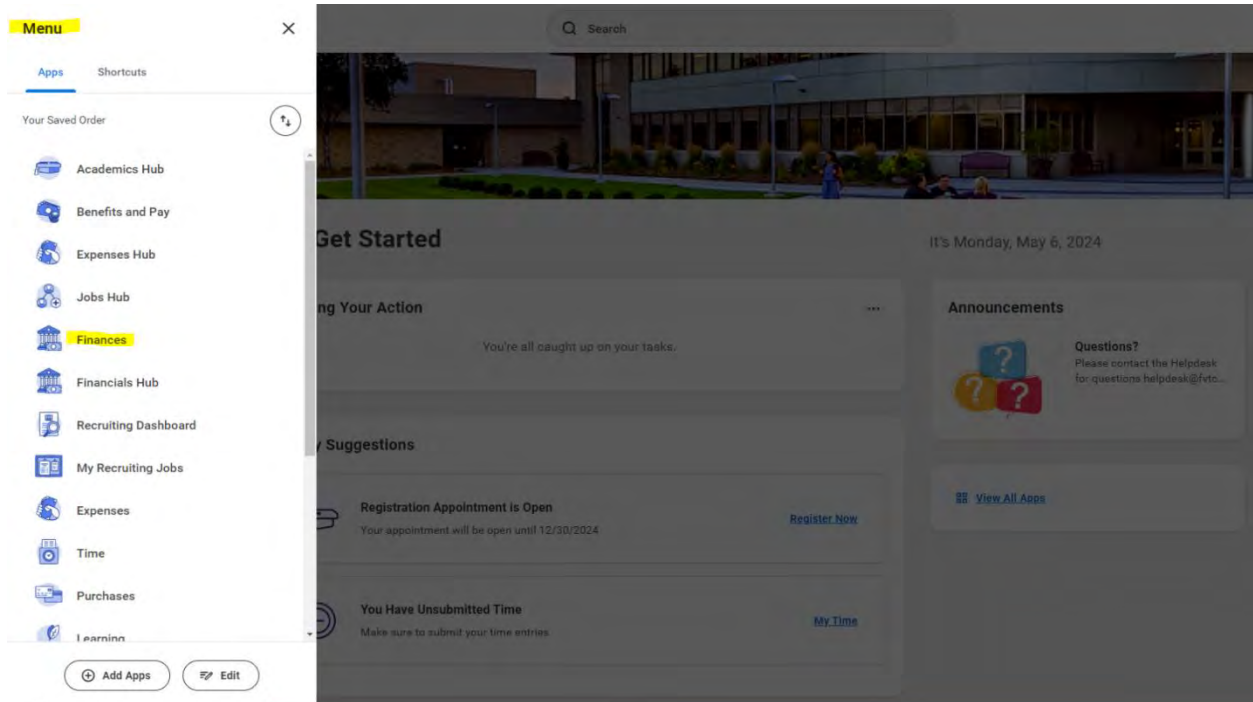 Menu
Search
Apps Shortcuts
Your Saved Order
Academics Hub
Benefits and Pay
Expenses Hub
Jobs Hub
Finances
Financials Hub
Recruiting Dashboard
My Recruiting Jobs
Expenses
Time
Purchases
Learning
Add Apps Edit
Get Started
It's Monday, May 6, 2024
ng Your Action
You're all caught up on your tasks.
Suggestions
Registration Appointment is Open
Your appointment will be open until 12/30/2024
Register Now
You Have Unsubmitted Time
Make sure to submit your time entries
My Time
Announcements
Questions?
Please contact the Helpdesk
for questions helpdesk@fvtc...
View All Apps